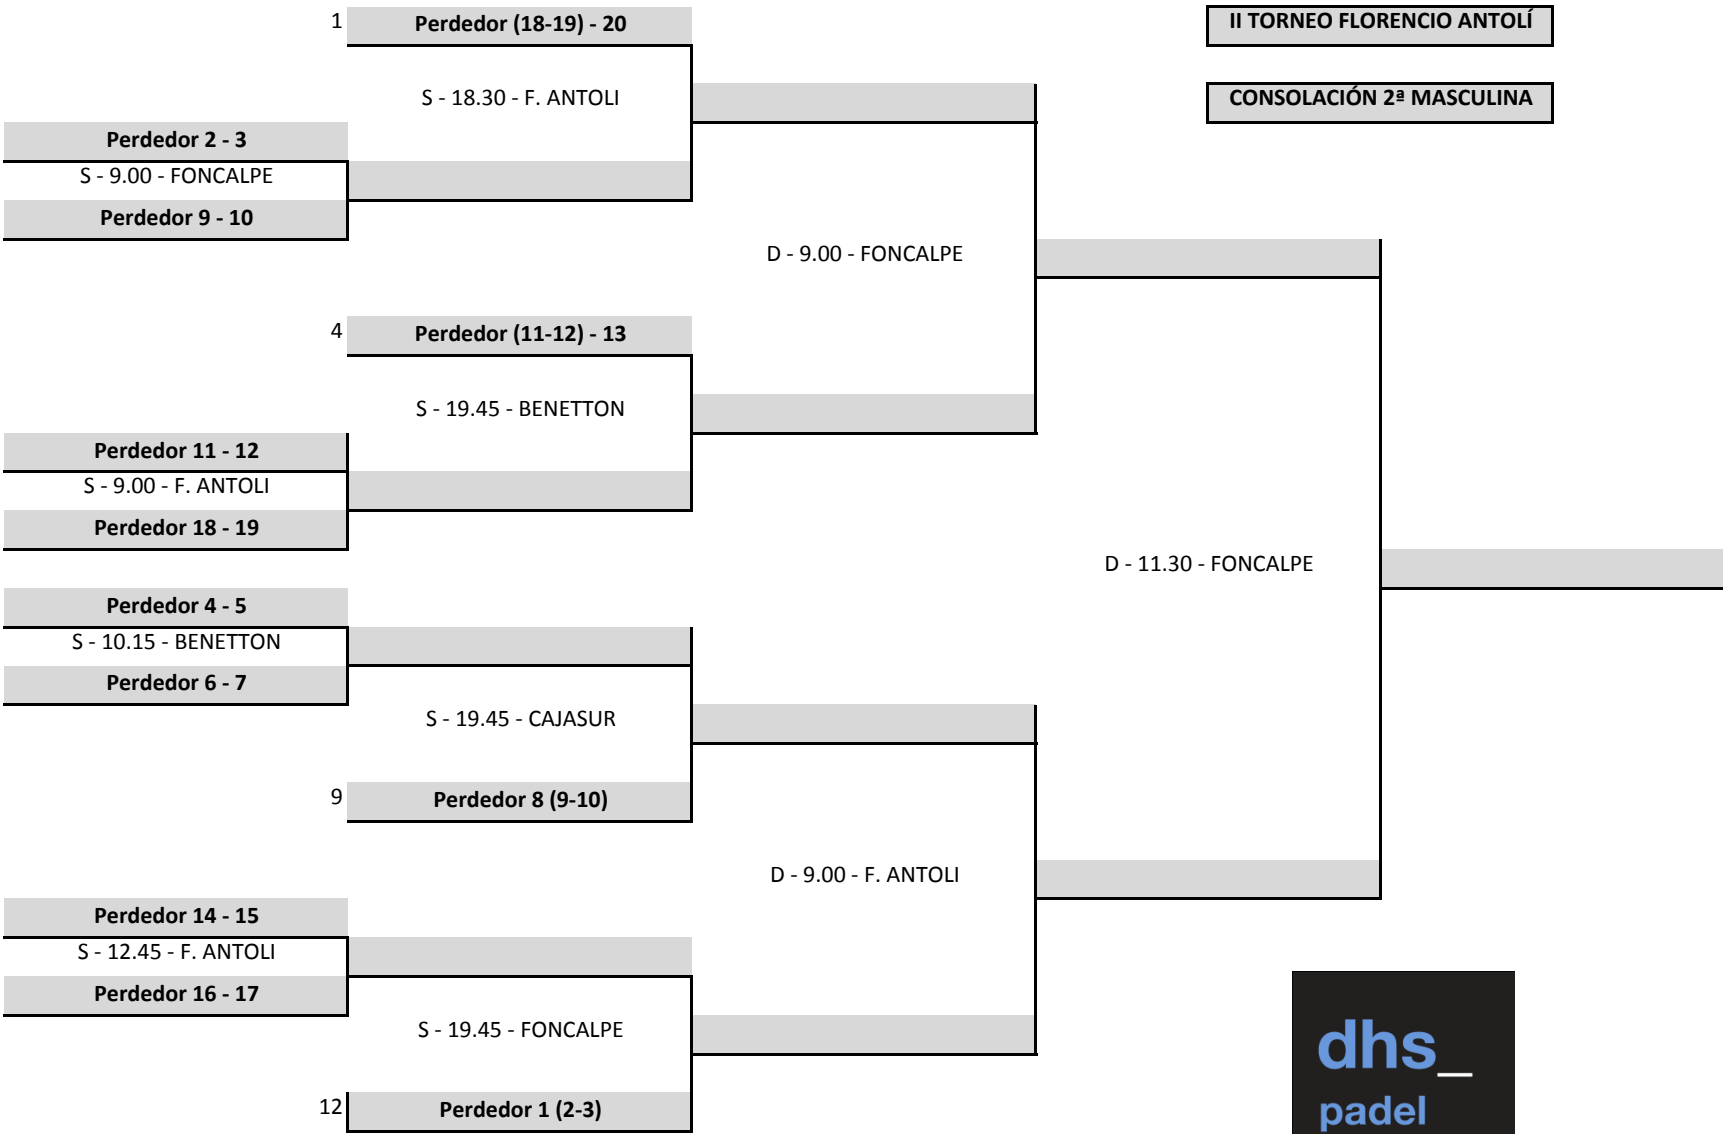 1
Perdedor (18-19) - 20
II TORNEO FLORENCIO ANTOLÍ
S - 18.30 - F. ANTOLI
CONSOLACIÓN 2ª MASCULINA
Perdedor 2 - 3
S - 9.00 - FONCALPE
Perdedor 9 - 10
D - 9.00 - FONCALPE
4
Perdedor (11-12) - 13
S - 19.45 - BENETTON
Perdedor 11 - 12
S - 9.00 - F. ANTOLI
Perdedor 18 - 19
D - 11.30 - FONCALPE
Perdedor 4 - 5
S - 10.15 - BENETTON
Perdedor 6 - 7
S - 19.45 - CAJASUR
9
Perdedor 8 (9-10)
D - 9.00 - F. ANTOLI
Perdedor 14 - 15
S - 12.45 - F. ANTOLI
Perdedor 16 - 17
S - 19.45 - FONCALPE
12
Perdedor 1 (2-3)
dhs_
padel